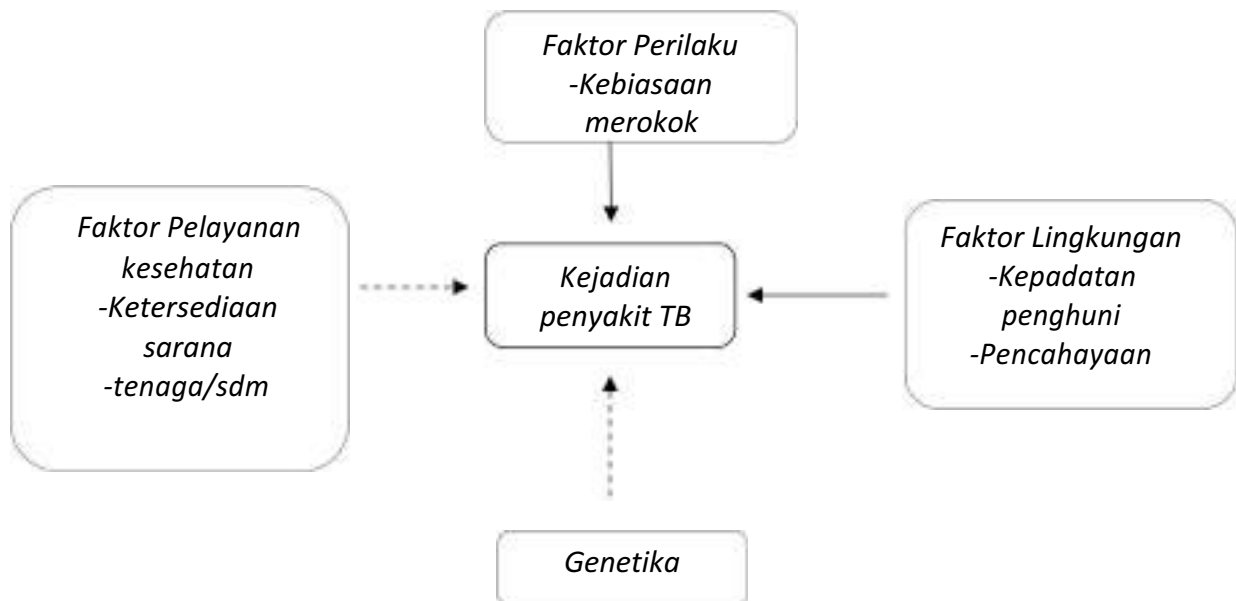 Faktor Perilaku
-Kebiasaan
merokok
Faktor Pelayanan
kesehatan
-Ketersediaan
sarana
-tenaga/sdm
Kejadian
penyakit TB
Faktor Lingkungan
-Kepadatan
penghuni
-Pencahayaan
Genetika